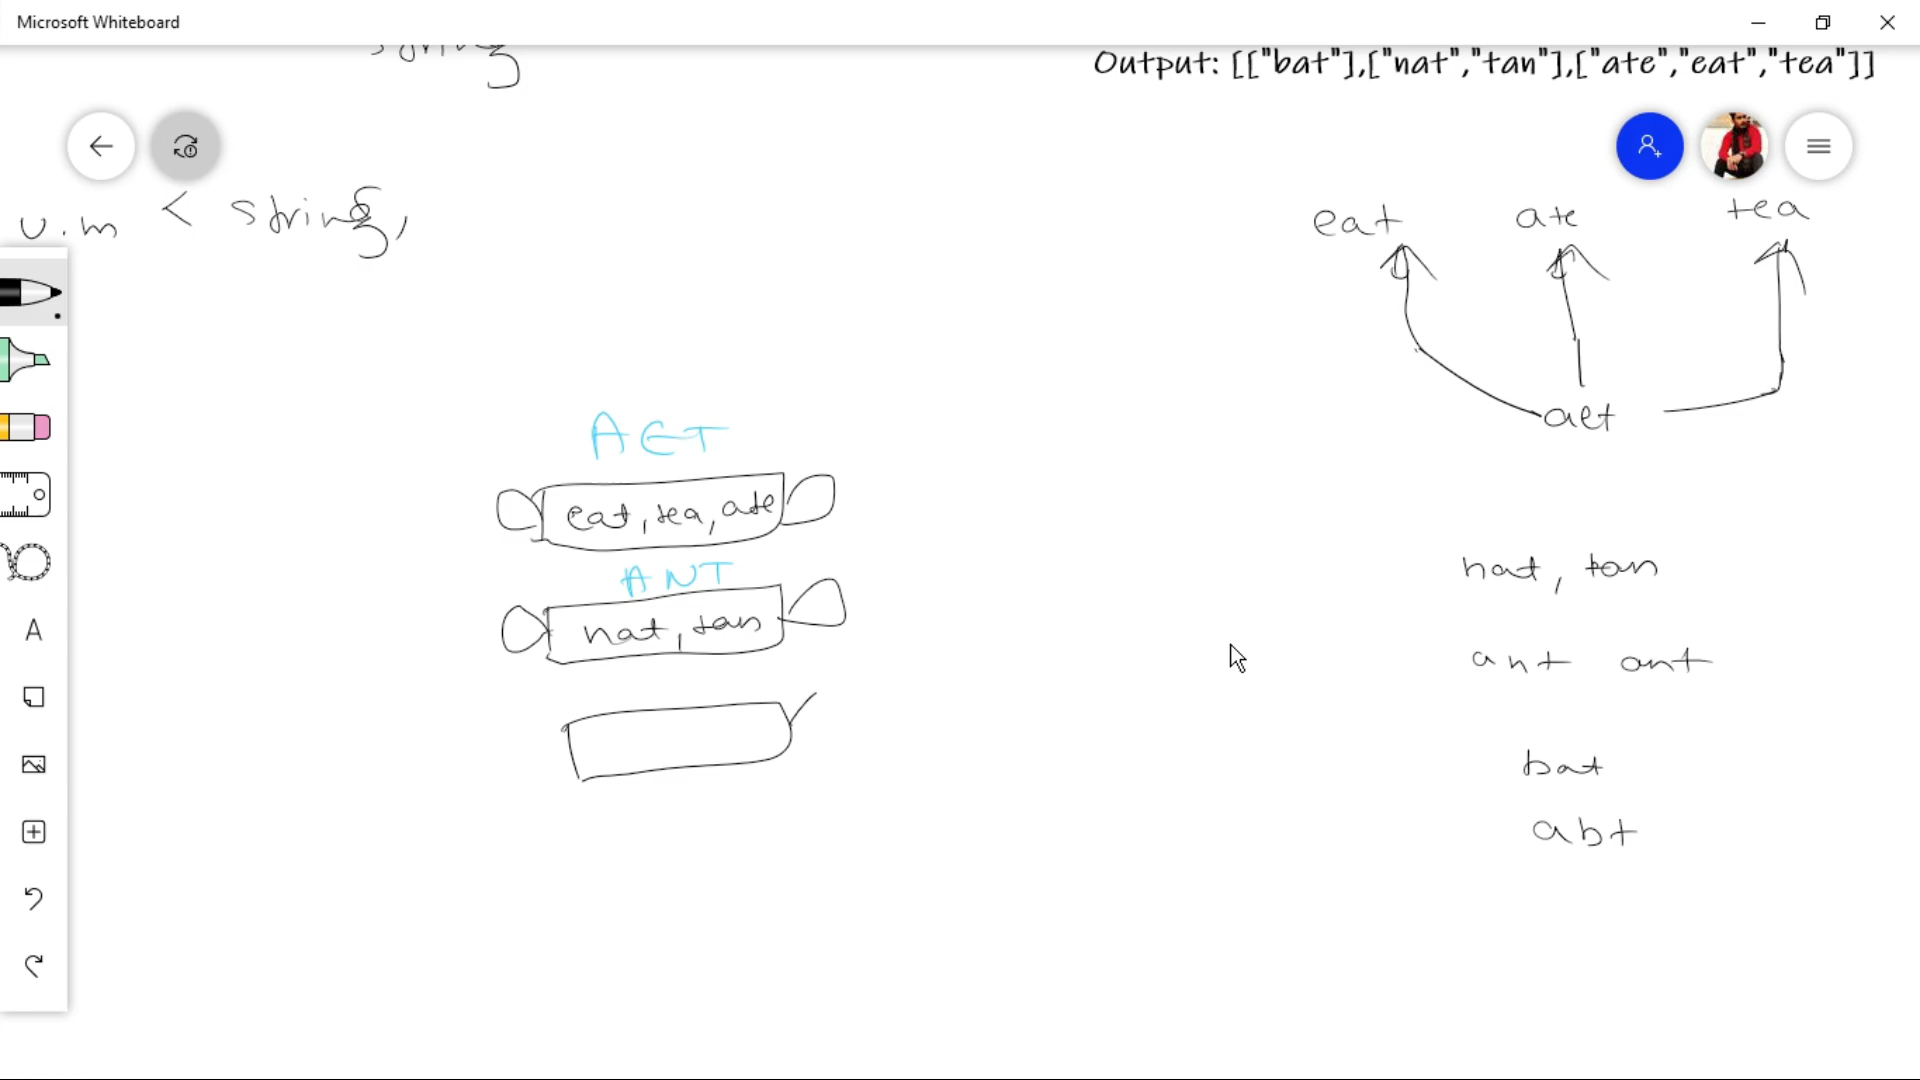 Microsoft Whiteboard
string
Output: [["bat"],["nat","tan"],["ate","eat","tea"]]
u.m < string,
eat ate tea
aet
AET
eat, tea, ate
ANT
nat, tan
nat, tan
ant ant
bat
abt
A